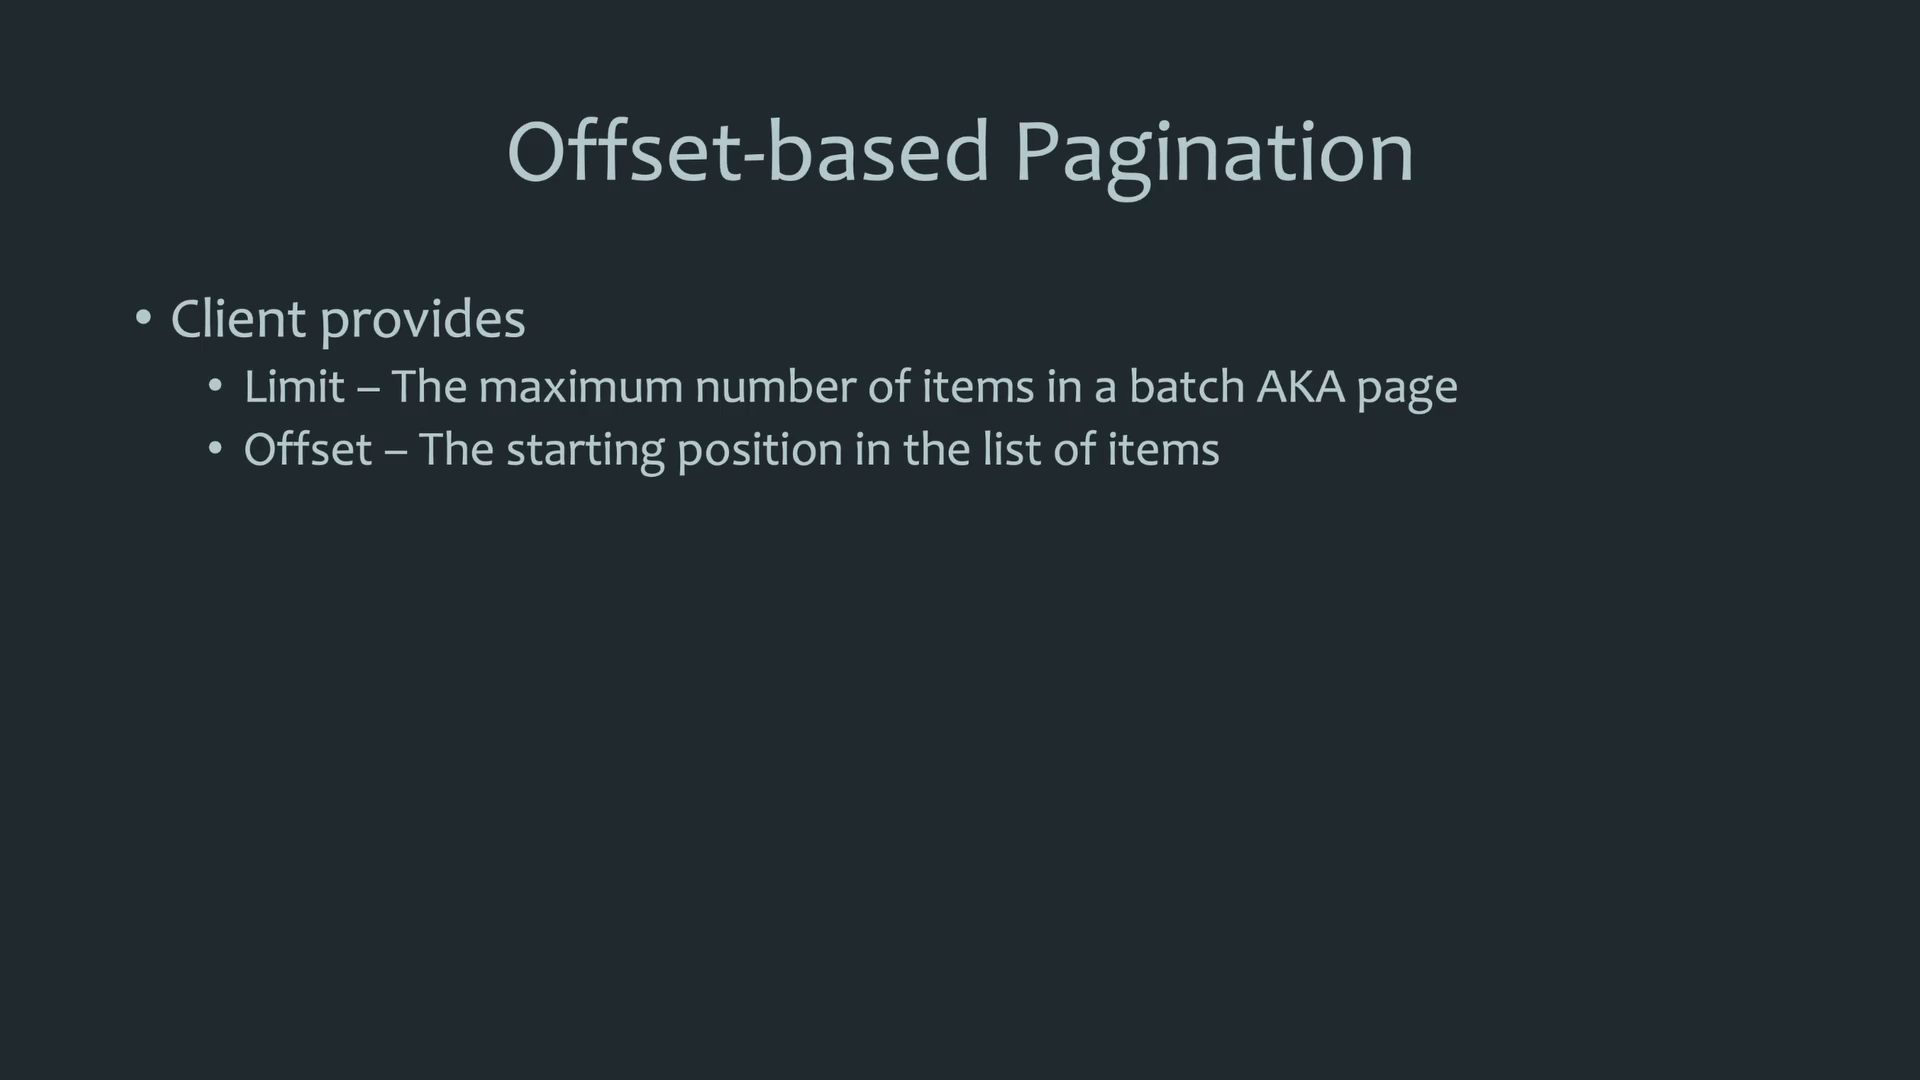 Offset-based Pagination
• Client provides
• Limit – The maximum number of items in a batch AKA page
• Offset – The starting position in the list of items